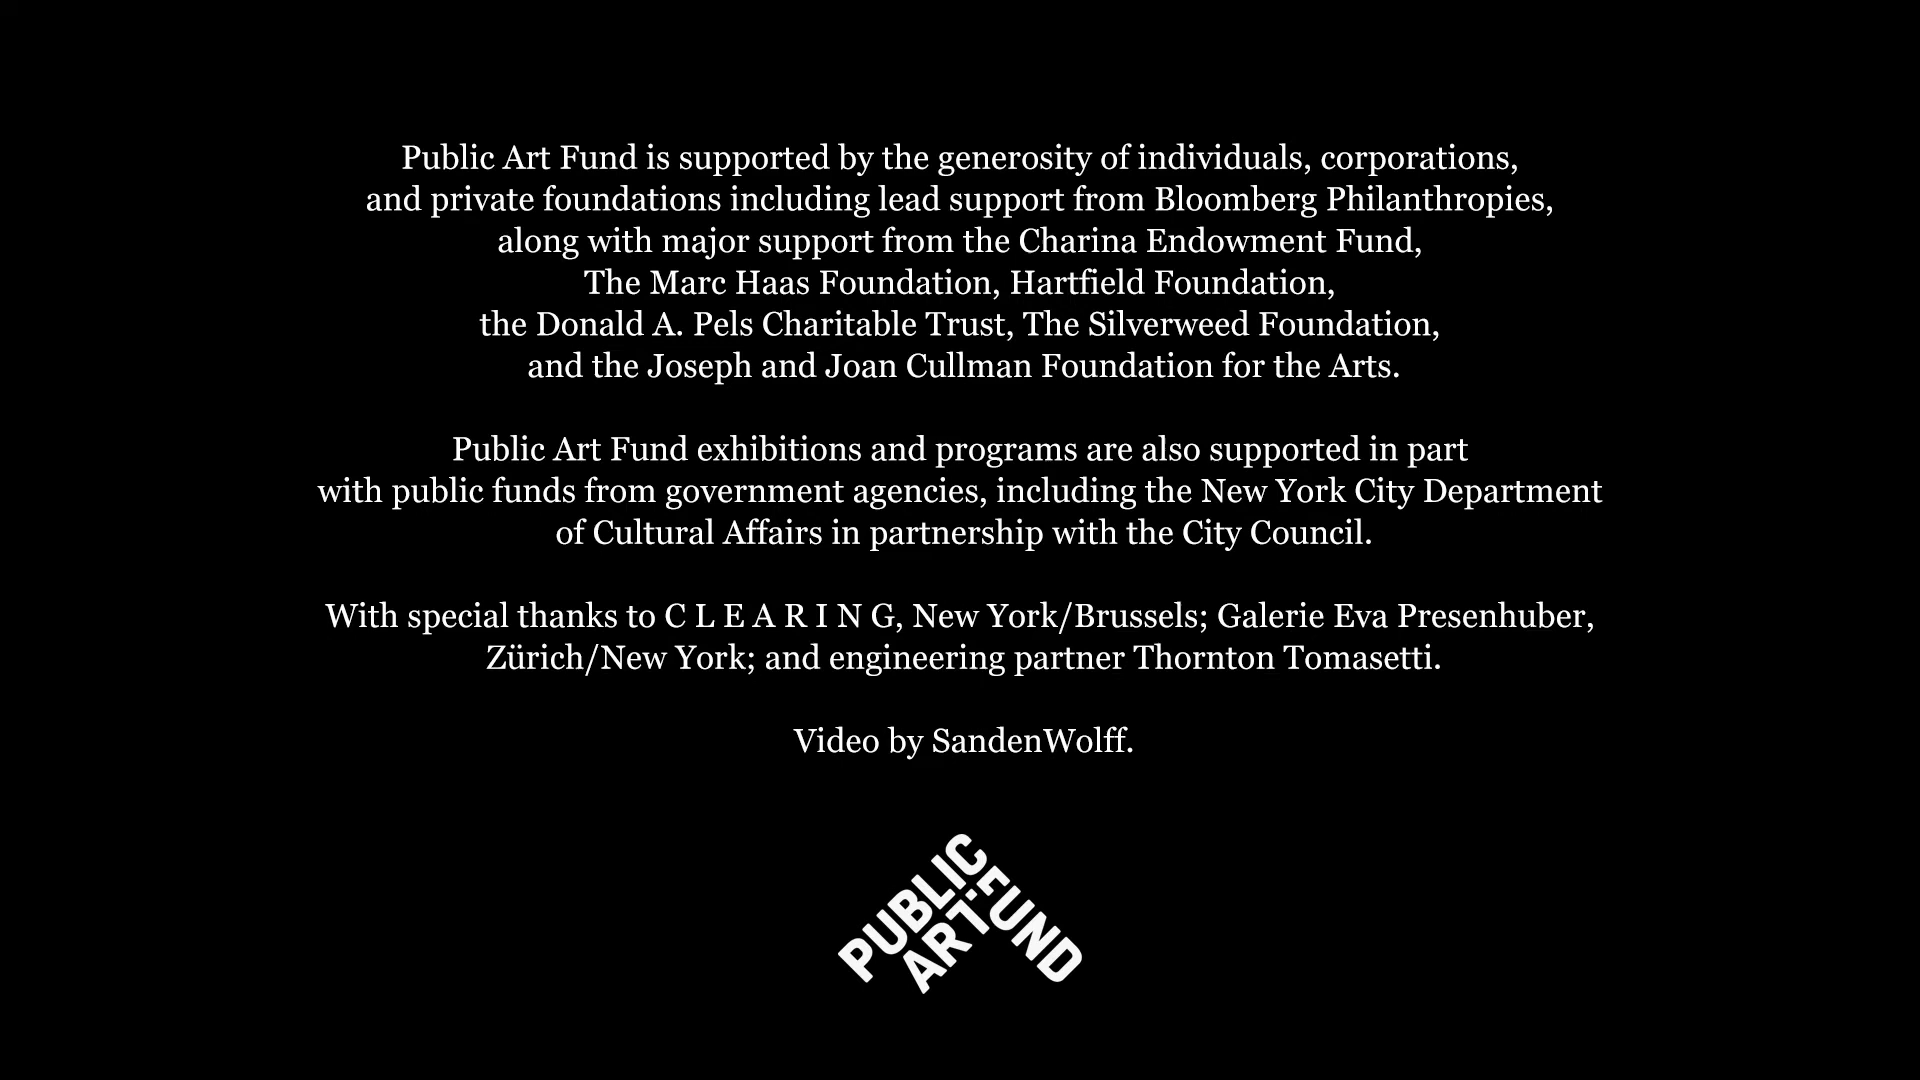 Public Art Fund is supported by the generosity of individuals, corporations,
and private foundations including lead support from Bloomberg Philanthropies,
along with major support from the Charina Endowment Fund,
The Marc Haas Foundation, Hartfield Foundation,
the Donald A. Pels Charitable Trust, The Silverweed Foundation,
and the Joseph and Joan Cullman Foundation for the Arts.
Public Art Fund exhibitions and programs are also supported in part
with public funds from government agencies, including the New York City Department
of Cultural Affairs in partnership with the City Council.
With special thanks to C L E A R I N G, New York/Brussels; Galerie Eva Presenhuber,
Zürich/New York; and engineering partner Thornton Tomasetti.
Video by SandenWolff.
PUBLIC
ART
FUND